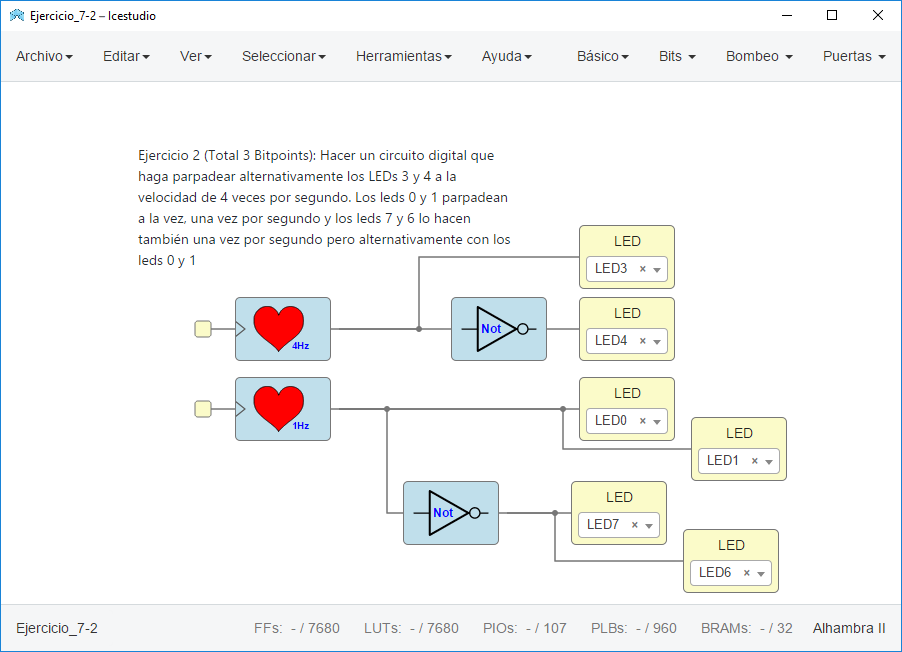 Ejercicio_7-2 – Icestudio
Archivo Editar Ver Seleccionar Herramientas Ayuda Básico Bits Bombeo Puertas
Ejercicio 2 (Total 3 Bitpoints): Hacer un circuito digital que
haga parpadear alternativamente los LEDs 3 y 4 a la
velocidad de 4 veces por segundo. Los leds 0 y 1 parpadean
a la vez, una vez por segundo y los leds 7 y 6 lo hacen
también una vez por segundo pero alternativamente con los
leds 0 y 1
LED
LED3 ×
4Hz
Not
LED
LED4 ×
1Hz
LED
LED0 ×
LED
LED1 ×
Not
LED
LED7 ×
LED
LED6 ×
Ejercicio_7-2 FFs: - / 7680 LUTs: - / 7680 PIOs: - / 107 PLBs: - / 960 BRAMs: - / 32 Alhambra II